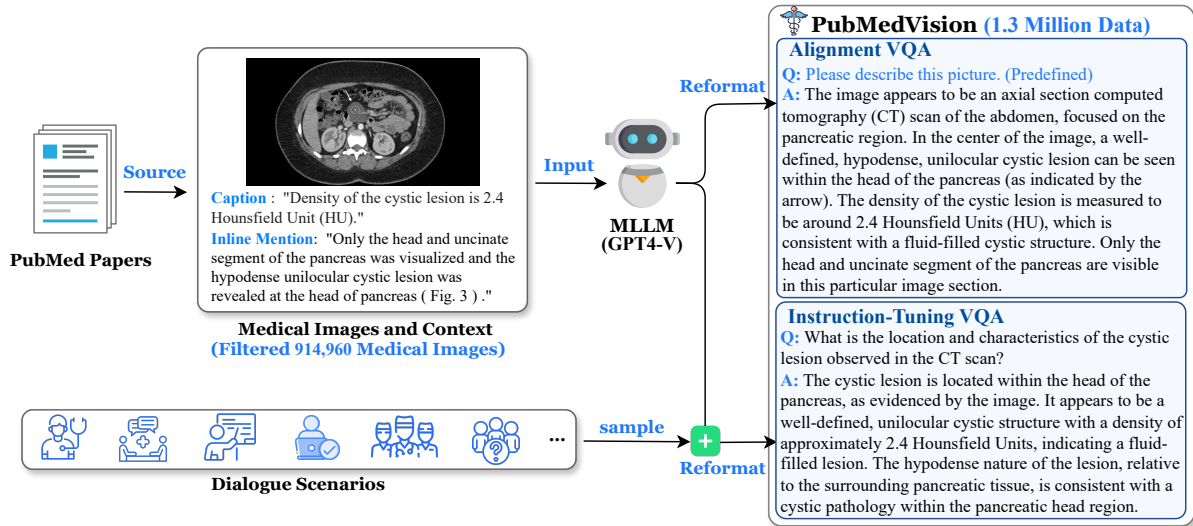 PubMed Papers
Source
Caption : "Density of the cystic lesion is 2.4
Hounsfield Unit (HU)."
Inline Mention: "Only the head and uncinate
segment of the pancreas was visualized and the
hypodense unilocular cystic lesion was
revealed at the head of pancreas ( Fig. 3 ) ."
Medical Images and Context
(Filtered 914,960 Medical Images)
Input
MLLM
(GPT4-V)
Reformat
Dialogue Scenarios
...
sample
+
Reformat
?
PubMedVision (1.3 Million Data)
Alignment VQA
Q: Please describe this picture. (Predefined)
A: The image appears to be an axial section computed
tomography (CT) scan of the abdomen, focused on the
pancreatic region. In the center of the image, a well-
defined, hypodense, unilocular cystic lesion can be seen
within the head of the pancreas (as indicated by the
arrow). The density of the cystic lesion is measured to
be around 2.4 Hounsfield Units (HU), which is
consistent with a fluid-filled cystic structure. Only the
head and uncinate segment of the pancreas are visible
in this particular image section.
Instruction-Tuning VQA
Q: What is the location and characteristics of the cystic
lesion observed in the CT scan?
A: The cystic lesion is located within the head of the
pancreas, as evidenced by the image. It appears to be a
well-defined, unilocular cystic structure with a density of
approximately 2.4 Hounsfield Units, indicating a fluid-
filled lesion. The hypodense nature of the lesion, relative
to the surrounding pancreatic tissue, is consistent with a
cystic pathology within the pancreatic head region.